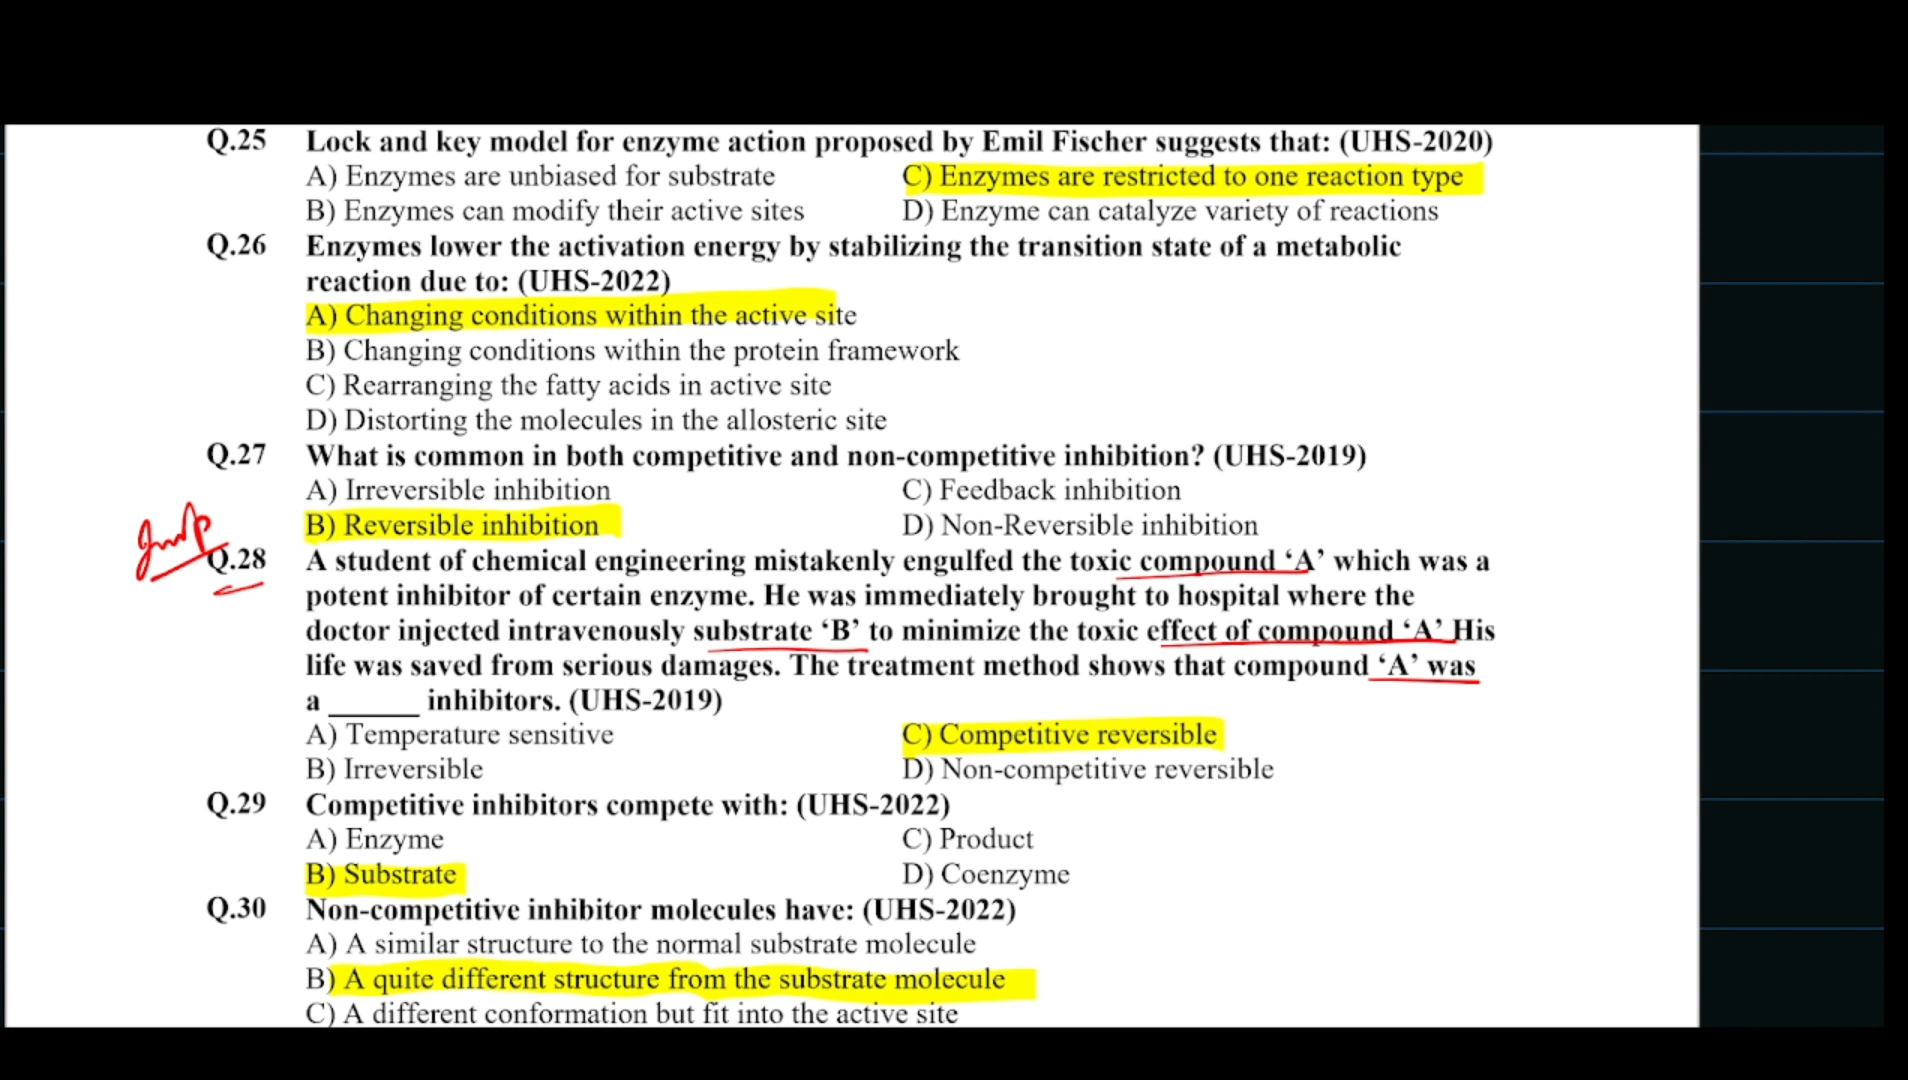 Q.25 Lock and key model for enzyme action proposed by Emil Fischer suggests that: (UHS-2020)
A) Enzymes are unbiased for substrate C) Enzymes are restricted to one reaction type
B) Enzymes can modify their active sites D) Enzyme can catalyze variety of reactions
Q.26 Enzymes lower the activation energy by stabilizing the transition state of a metabolic
reaction due to: (UHS-2022)
A) Changing conditions within the active site
B) Changing conditions within the protein framework
C) Rearranging the fatty acids in active site
D) Distorting the molecules in the allosteric site
Q.27 What is common in both competitive and non-competitive inhibition? (UHS-2019)
A) Irreversible inhibition C) Feedback inhibition
B) Reversible inhibition D) Non-Reversible inhibition
Imp
Q.28 A student of chemical engineering mistakenly engulfed the toxic compound ‘A’ which was a
potent inhibitor of certain enzyme. He was immediately brought to hospital where the
doctor injected intravenously substrate ‘B’ to minimize the toxic effect of compound ‘A’ His
life was saved from serious damages. The treatment method shows that compound ‘A’ was
a ______ inhibitors. (UHS-2019)
A) Temperature sensitive C) Competitive reversible
B) Irreversible D) Non-competitive reversible
Q.29 Competitive inhibitors compete with: (UHS-2022)
A) Enzyme C) Product
B) Substrate D) Coenzyme
Q.30 Non-competitive inhibitor molecules have: (UHS-2022)
A) A similar structure to the normal substrate molecule
B) A quite different structure from the substrate molecule
C) A different conformation but fit into the active site